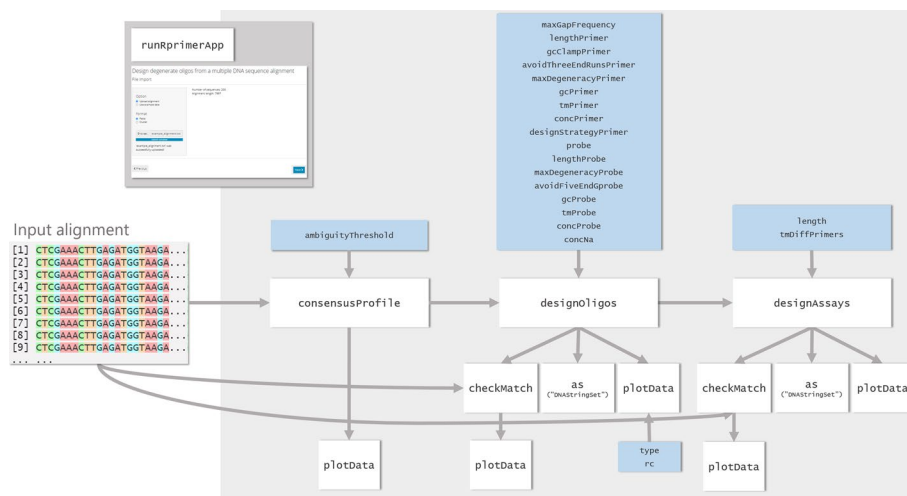 runRprimerApp
Design degenerate oligos from a multiple DNA sequence alignment
File import
maxGapFrequency
lengthPrimer
gcClampPrimer
avoidThreeEndRunsPrimer
maxDegeneracyPrimer
gcPrimer
tmPrimer
concPrimer
designStrategyPrimer
probe
lengthProbe
maxDegeneracyProbe
avoidFiveEndGprobe
gcProbe
tmProbe
concProbe
concNa
Input alignment
[1] CTCGAAACTTGAGATGGTAAGA...
[2] CTCGAAACTTGAGATGGTAAGA...
[3] CTCGAAACTTGAGATGGTAAGA...
[4] CTCGAAACTTGAGATGGTAAGA...
[5] CTCGAAACTTGAGATGGTAAGA...
[6] CTCGAAACTTGAGATGGTAAGA...
[7] CTCGAAACTTGAGATGGTAAGA...
[8] CTCGAAACTTGAGATGGTAAGA...
[9] CTCGAAACTTGAGATGGTAAGA...
... ...
ambiguityThreshold
length
tmDiffPrimers
consensusProfile
designOligos
designAssays
checkMatch
as
("DNAStringSet")
plotData
checkMatch
as
("DNAStringSet")
plotData
plotData
plotData
type
rc
plotData